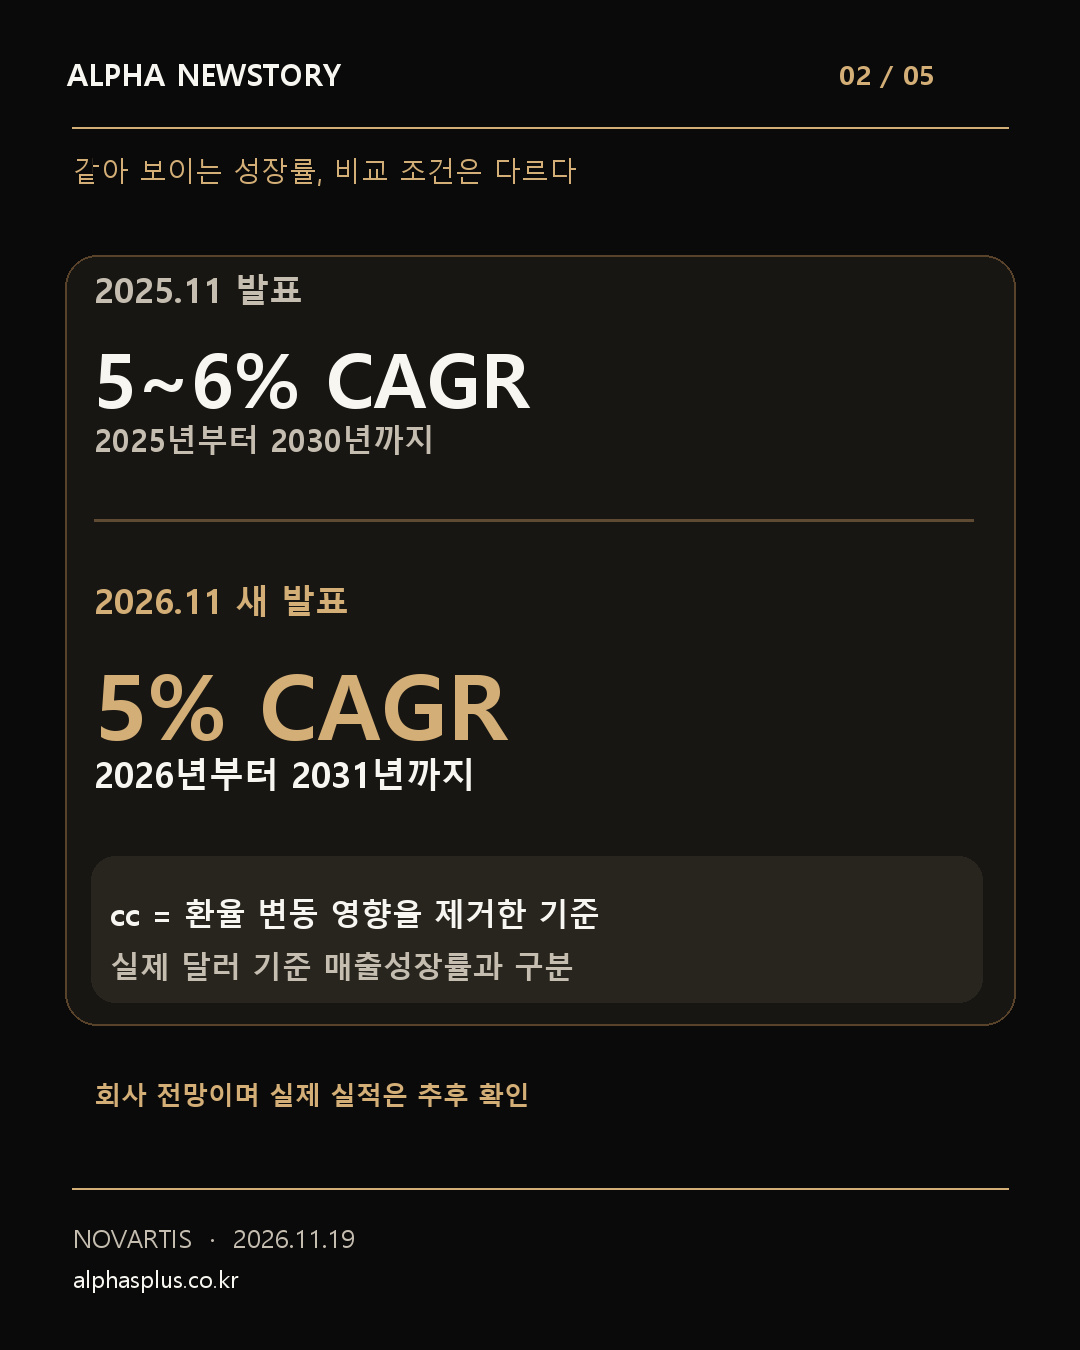 ALPHA NEWSTORY
02 / 05
같아 보이는 성장률, 비교 조건은 다르다
2025.11 발표
5~6% CAGR
2025년부터 2030년까지
2026.11 새 발표
5% CAGR
2026년부터 2031년까지
cc = 환율 변동 영향을 제거한 기준
실제 달러 기준 매출성장률과 구분
회사 전망이며 실제 실적은 추후 확인
NOVARTIS · 2026.11.19
alphasplus.co.kr